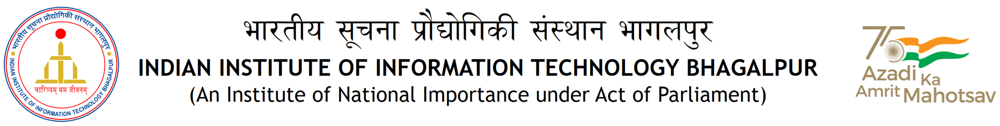 भारतीय सूचना प्रौद्योगिकी संस्थान भागलपुर
INDIAN INSTITUTE OF INFORMATION TECHNOLOGY BHAGALPUR
चारित्र्यम् मम जीवनम्
भारतीय सूचना प्रौद्योगिकी संस्थान भागलपुर
INDIAN INSTITUTE OF INFORMATION TECHNOLOGY BHAGALPUR
(An Institute of National Importance under Act of Parliament)
75
Azadi Ka
Amrit Mahotsav